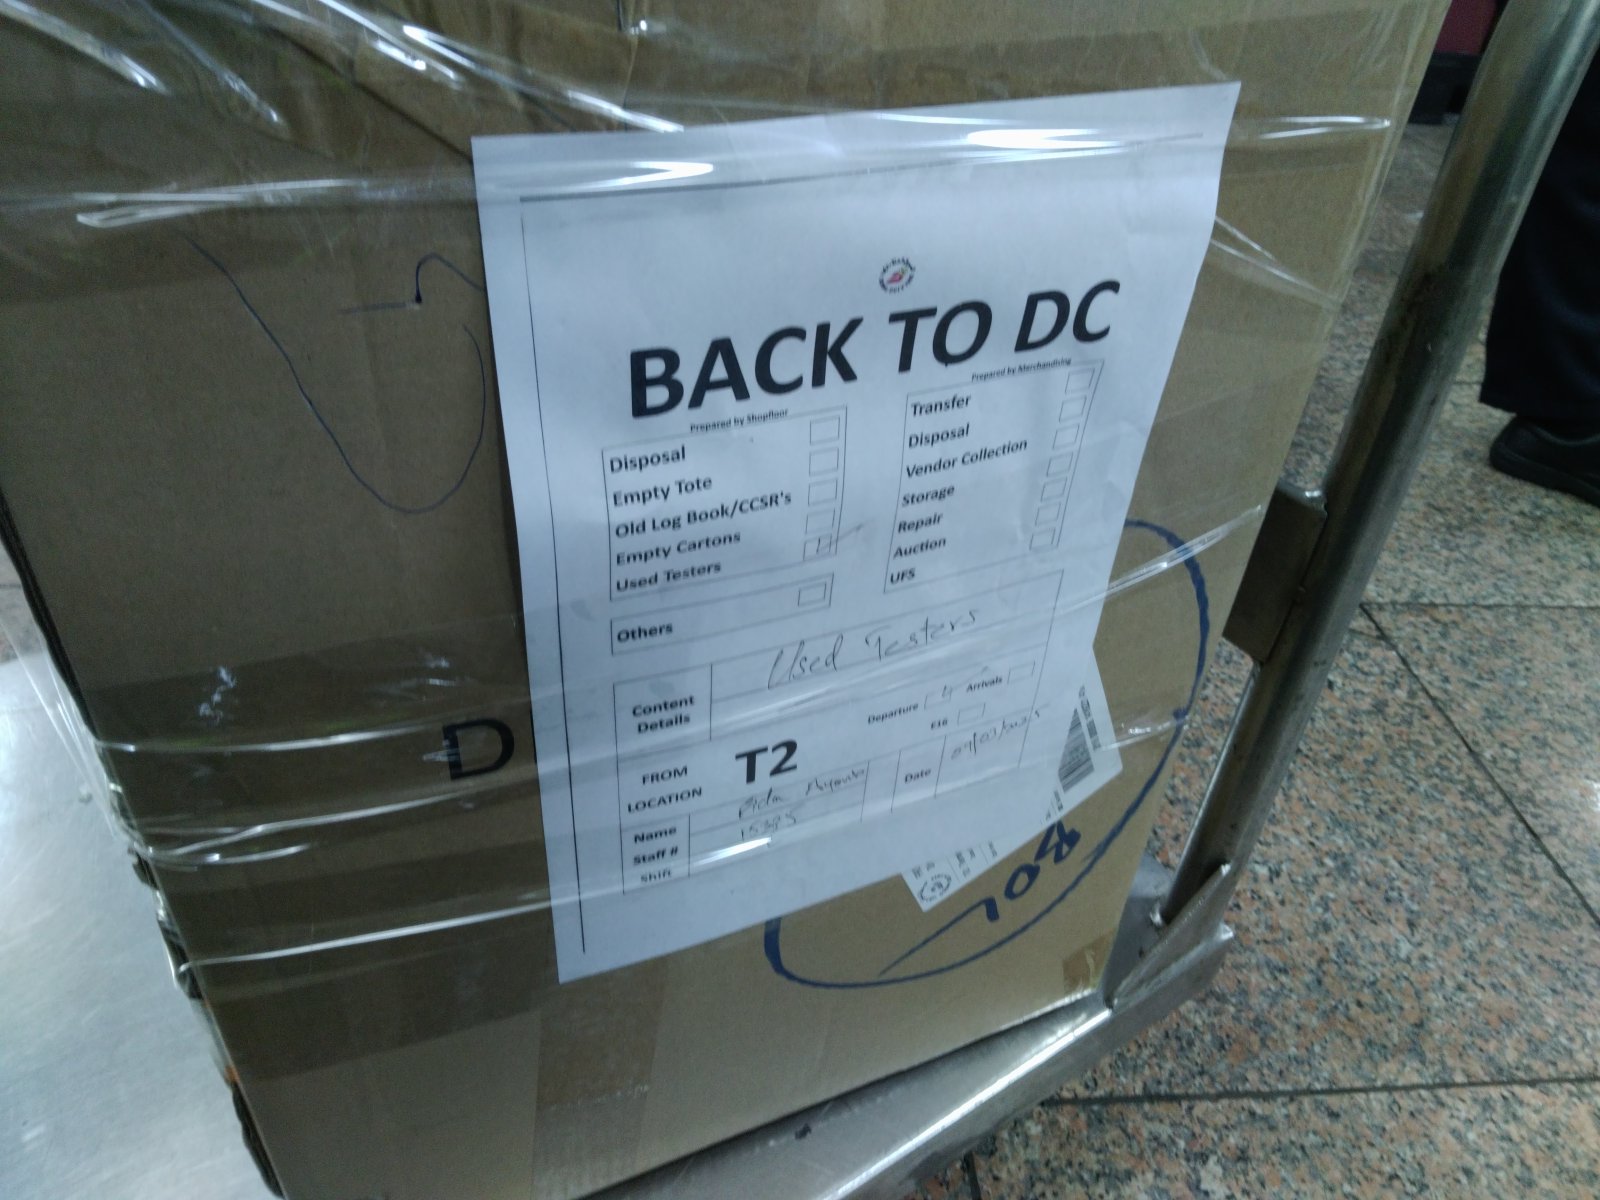 BACK TO DC
Prepared by Shopfloor
Disposal
Empty Tote
Old Log Book/CCSR's
Empty Cartons
Used Testers
Others
Prepared by Merchandising
Transfer
Disposal
Vendor Collection
Storage
Repair
Auction
UFS
Content Details
Used Testers
FROM LOCATION
T2
Departure
Arrivals
E16
Name
Staff #
Shift
Date
D